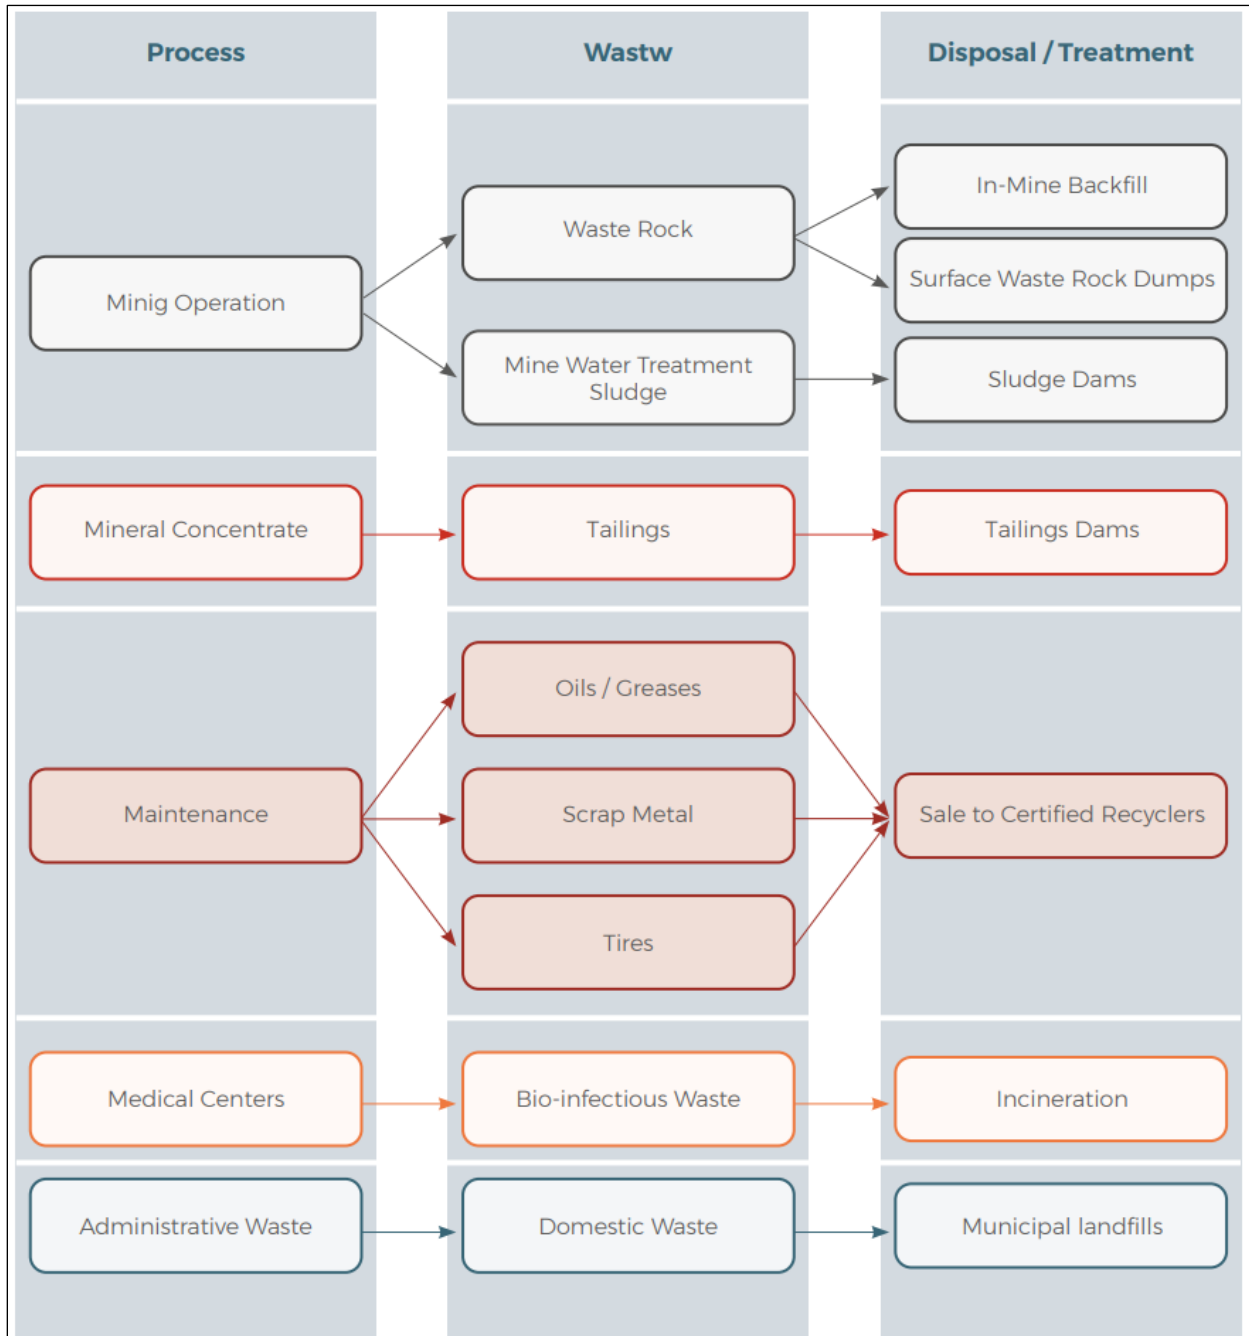 Process
Wastw
Disposal / Treatment
Minig Operation
Waste Rock
Mine Water Treatment
Sludge
In-Mine Backfill
Surface Waste Rock Dumps
Sludge Dams
Mineral Concentrate
Tailings
Tailings Dams
Maintenance
Oils / Greases
Scrap Metal
Tires
Sale to Certified Recyclers
Medical Centers
Bio-infectious Waste
Incineration
Administrative Waste
Domestic Waste
Municipal landfills